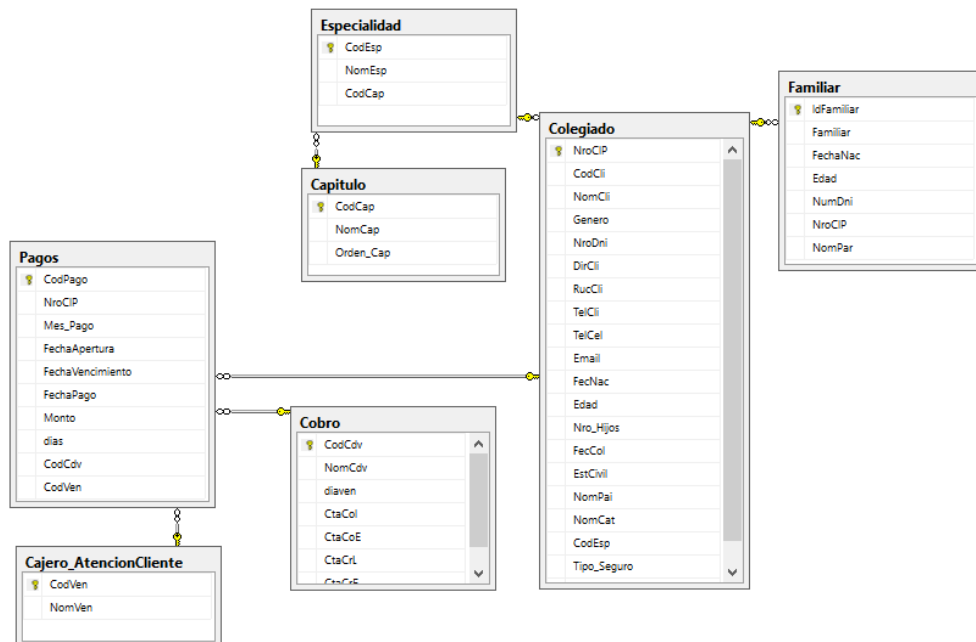 Especialidad
CodEsp
NomEsp
CodCap
Capitulo
CodCap
NomCap
Orden_Cap
Colegiado
NroCIP
CodCli
NomCli
Genero
NroDni
DirCli
RucCli
TelCli
TelCel
Email
FecNac
Edad
Nro_Hijos
FecCol
EstCivil
NomPai
NomCat
CodEsp
Tipo_Seguro
Familiar
IdFamiliar
Familiar
FechaNac
Edad
NumDni
NroCIP
NomPar
Pagos
CodPago
NroCIP
Mes_Pago
FechaApertura
FechaVencimiento
FechaPago
Monto
dias
CodCdv
CodVen
Cobro
CodCdv
NomCdv
diaven
CtaCol
CtaCoE
CtaCrL
Cajero_AtencionCliente
CodVen
NomVen